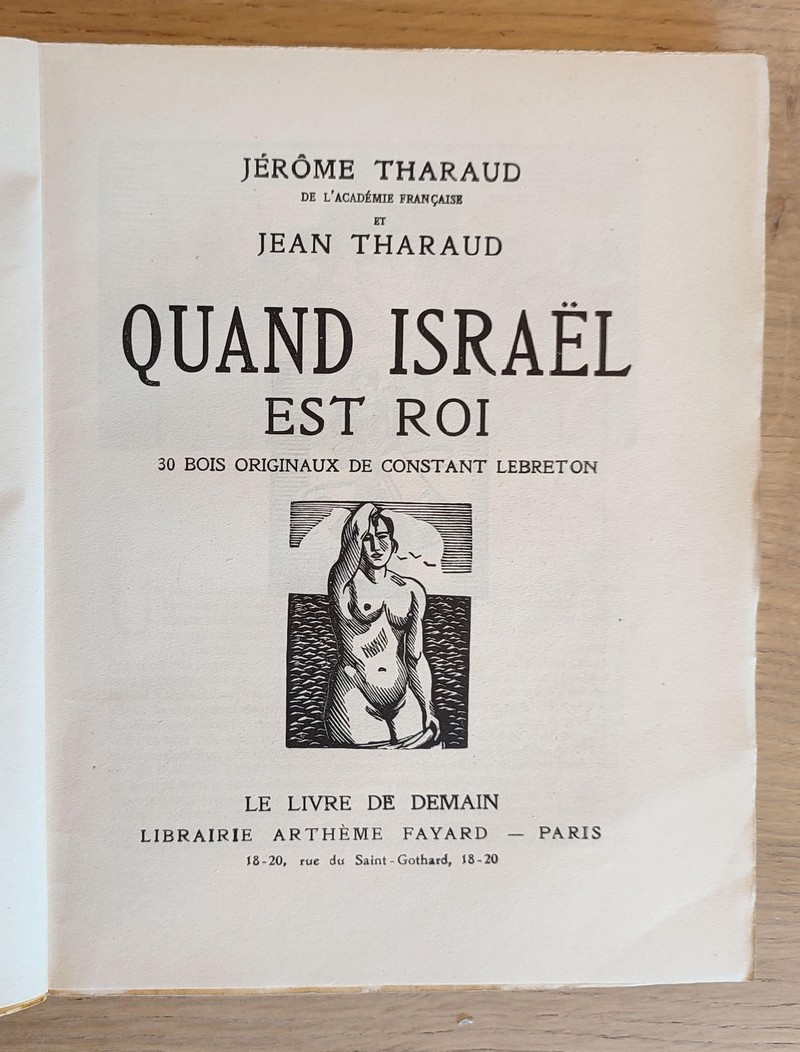 JÉRÔME THARAUD
DE L'ACADÉMIE FRANÇAISE
ET
JEAN THARAUD
QUAND ISRAËL
EST ROI
30 BOIS ORIGINAUX DE CONSTANT LEBRETON
LE LIVRE DE DEMAIN
LIBRAIRIE ARTHÈME FAYARD — PARIS
18-20, rue du Saint-Gothard, 18-20